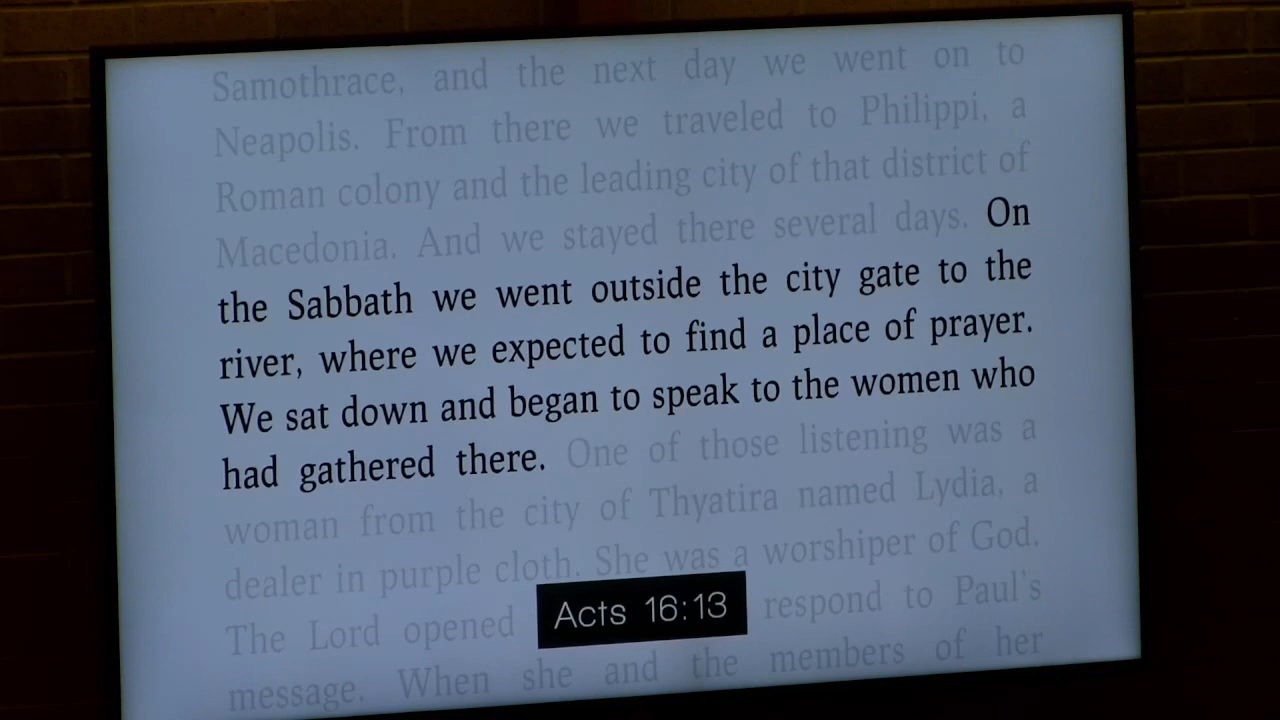 Samothrace, and the next day we went on to
Neapolis. From there we traveled to Philippi, a
Roman colony and the leading city of that district of
Macedonia. And we stayed there several days. On
the Sabbath we went outside the city gate to the
river, where we expected to find a place of prayer.
We sat down and began to speak to the women who
had gathered there. One of those listening was a
woman from the city of Thyatira named Lydia, a
dealer in purple cloth. She was a worshiper of God.
The Lord opened respond to Paul's
Acts 16:13
message. When she and the members of her